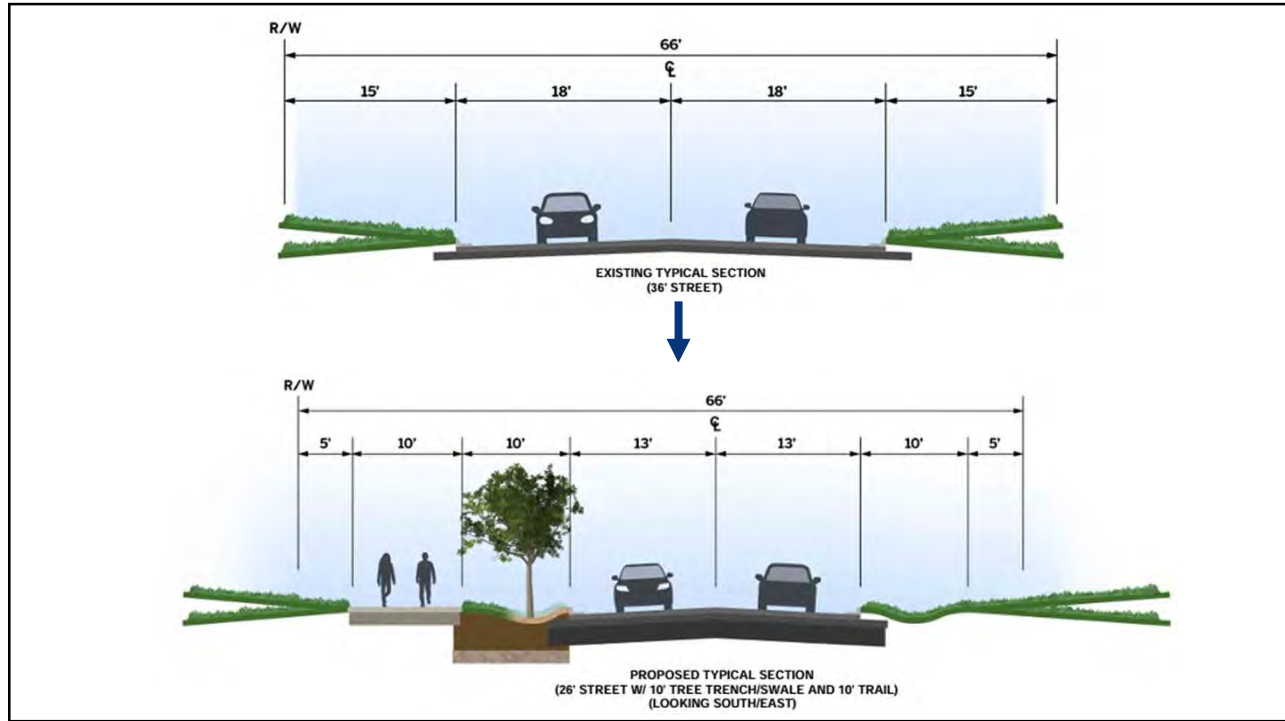 R/W
66'
℄
15' 18' 18' 15'
EXISTING TYPICAL SECTION
(36' STREET)
R/W
66'
℄
5' 10' 10' 13' 13' 10' 5'
PROPOSED TYPICAL SECTION
(26' STREET W/ 10' TREE TRENCH/SWALE AND 10' TRAIL)
(LOOKING SOUTH/EAST)